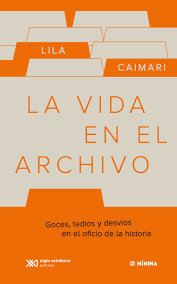 LILA
CAIMARI
LA VIDA
EN EL
ARCHIVO
Goces, tedios y desvíos
en el oficio de la historia
siglo veintiuno
editores
MÍNIMA